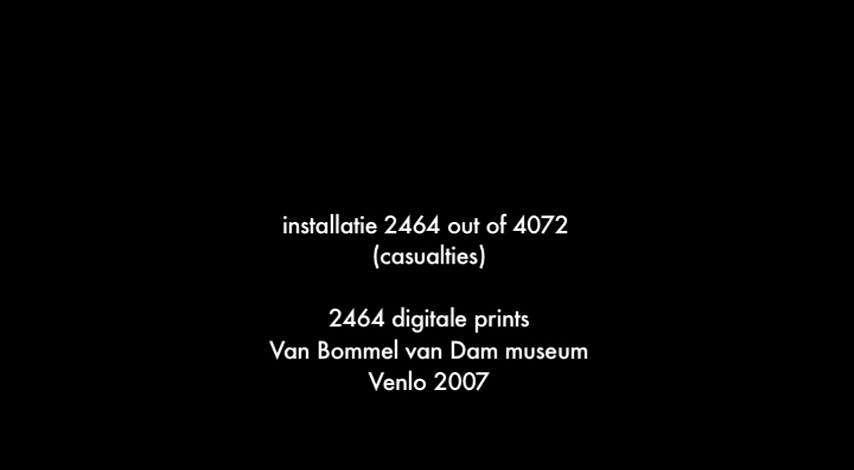 installatie 2464 out of 4072
(casualties)
2464 digitale prints
Van Bommel van Dam museum
Venlo 2007